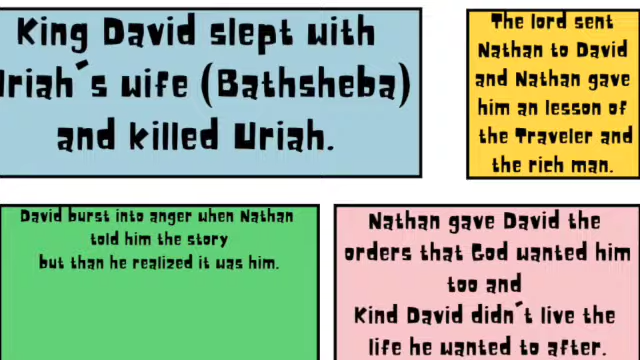 King David slept with
Uriah´s wife (Bathsheba)
and killed Uriah.
The lord sent
Nathan to David
and Nathan gave
him an lesson of
the Traveler and
the rich man.
David burst into anger when Nathan
told him the story
but than he realized it was him.
Nathan gave David the
orders that God wanted him
too and
Kind David didn´t live the
life he wanted to after.